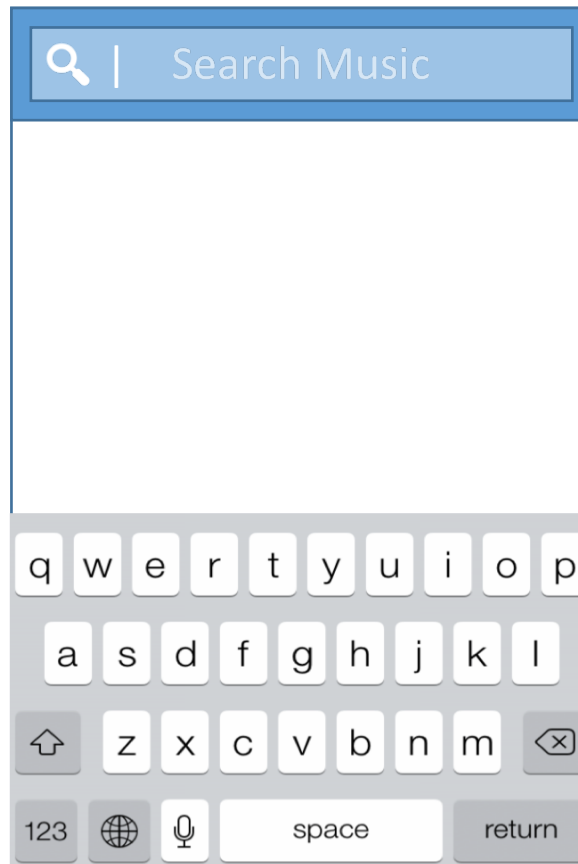 Search Music
q w e r t y u i o p
a s d f g h j k l
z x c v b n m
123 space return